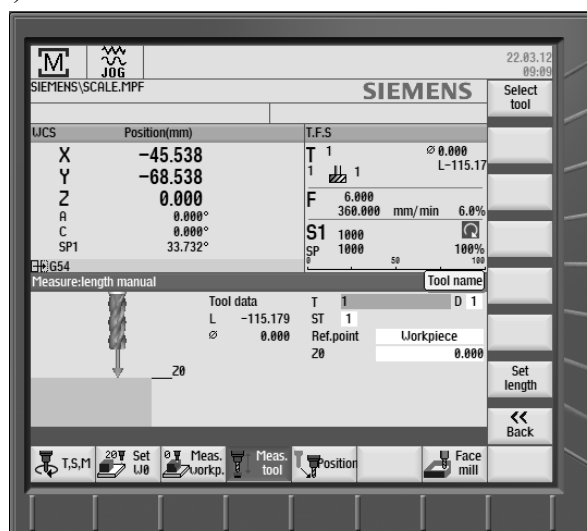 M JOG 22.03.12
09:09
SIEMENS\SCALE.MPF SIEMENS Select
tool
WCS Position(mm) T.F.S
X -45.538 T 1 Ø 0.000
Y -68.538 1 1 L-115.17
Z 0.000 F 6.000
A 0.000° 360.000 mm/min 6.0%
C 0.000° S1 1000
SP1 33.732° SP 1000 100%
0 50 100
G54
Measure:length manual Tool name
Tool data T 1 D 1
L -115.179 ST 1
Ø 0.000 Ref.point Workpiece
Z0 Z0 0.000
Set
length
<<
Back
T,S,M Set
W0 Meas.
workp. Meas.
tool Position Face
mill